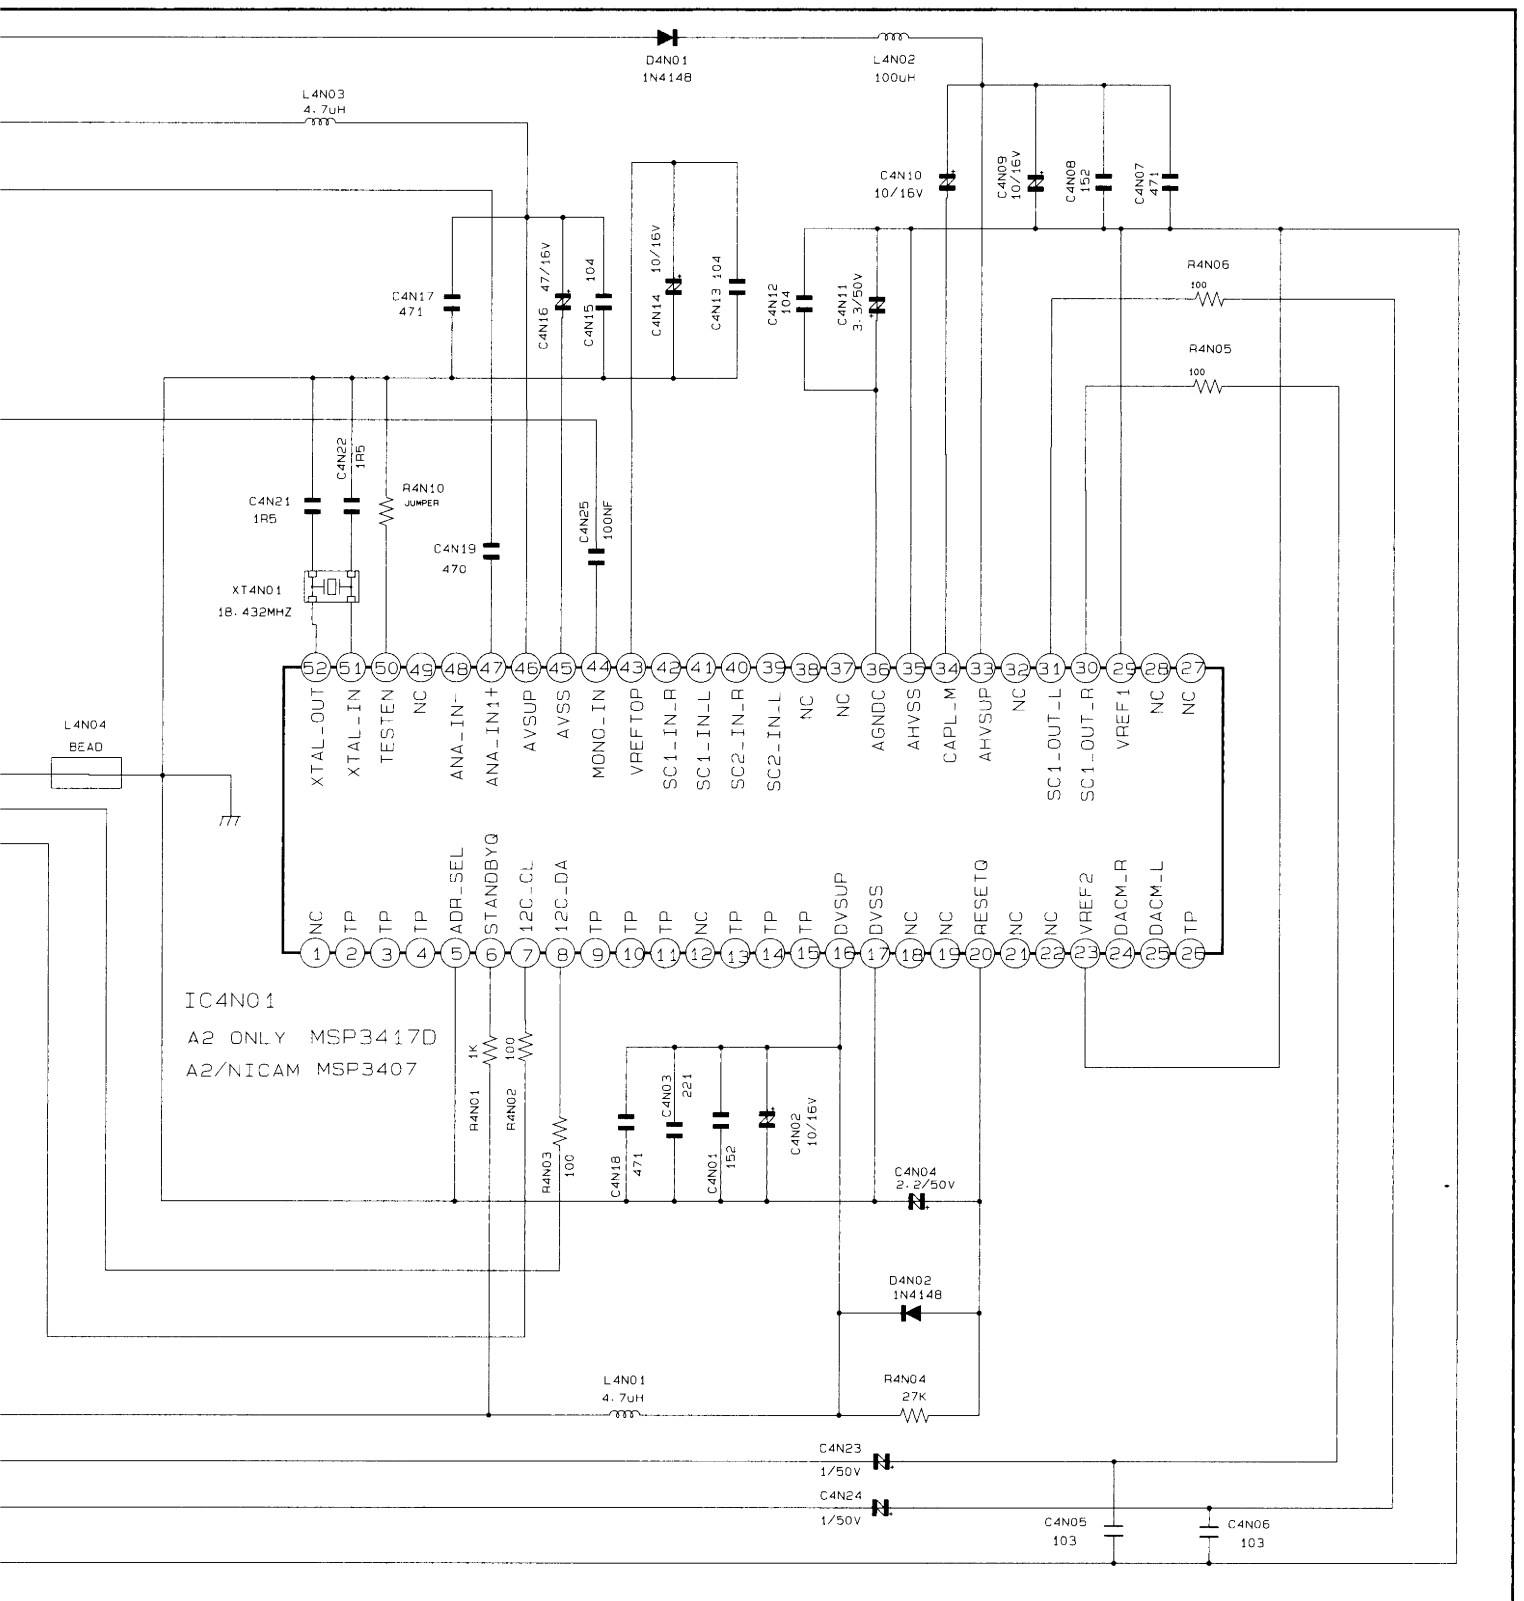 D4N01
1N4148
L4N02
100uH
L4N03
4.7uH
C4N10
10/16V
C4N09
10/16V
C4N08
152
C4N07
471
C4N17
471
C4N16 47/16V
C4N15 104
C4N14 10/16V
C4N13 104
C4N12
104
C4N11
3.3/50V
R4N06
100
R4N05
100
C4N22
1R5
C4N21
1R5
R4N10
JUMPER
C4N19
470
C4N25
100NF
XT4N01
18.432MHZ
52 51 50 49 48 47 46 45 44 43 42 41 40 39 38 37 36 35 34 33 32 31 30 29 28 27
XTAL_OUT
XTAL_IN
TESTEN
NC
ANA_IN-
ANA_IN1+
AVSUP
AVSS
MONO_IN
VREFTOP
SC1_IN_R
SC1_IN_L
SC2_IN_R
SC2_IN_L
NC
NC
AGNDC
AHVSS
CAPL_M
AHVSUP
NC
SC1_OUT_L
SC1_OUT_R
VREF1
NC
NC
L4N04
BEAD
NC
TP
TP
TP
ADR_SEL
STANDBYQ
12C_CL
12C_DA
TP
TP
TP
NC
TP
TP
TP
DVSUP
DVSS
NC
NC
RESETQ
NC
NC
VREF2
DACM_R
DACM_L
TP
1 2 3 4 5 6 7 8 9 10 11 12 13 14 15 16 17 18 19 20 21 22 23 24 25 26
IC4N01
A2 ONLY MSP3417D
A2/NICAM MSP3407
R4N01
1K
R4N02
100
R4N03
100
C4N18
471
C4N03
221
C4N01
152
C4N02
10/16V
C4N04
2.2/50V
D4N02
1N4148
L4N01
4.7uH
R4N04
27K
C4N23
1/50V
C4N24
1/50V
C4N05
103
C4N06
103